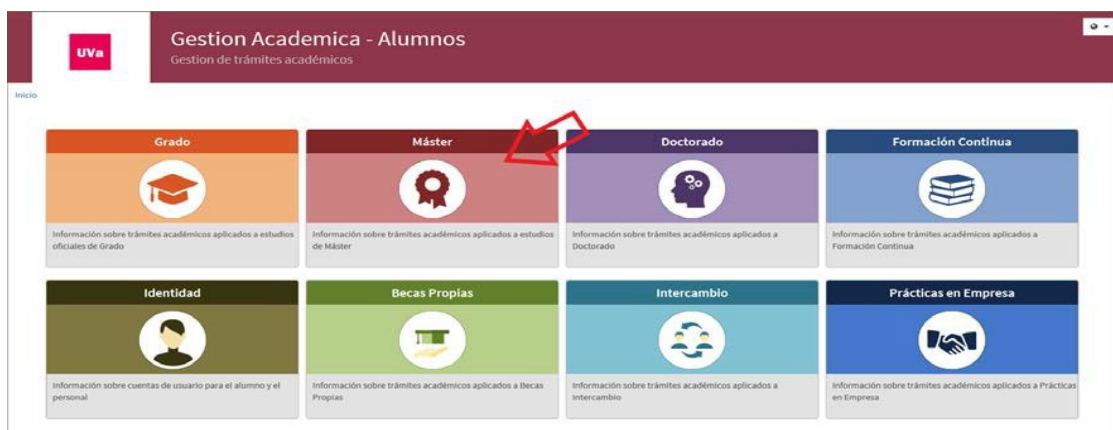 UVa
Gestion Academica - Alumnos
Gestion de trámites académicos
Inicio
Grado
Información sobre trámites académicos aplicados a estudios
oficiales de Grado
Máster
Información sobre trámites académicos aplicados a estudios
de Máster
Doctorado
Información sobre trámites académicos aplicados a
Doctorado
Formación Continua
Información sobre trámites académicos aplicados a
Formación Continua
Identidad
Información sobre cuentas de usuario para el alumno y el
personal
Becas Propias
Información sobre trámites académicos aplicados a Becas
Propias
Intercambio
Información sobre trámites académicos aplicados a
Intercambio
Prácticas en Empresa
Información sobre trámites académicos aplicados a Prácticas
en Empresa